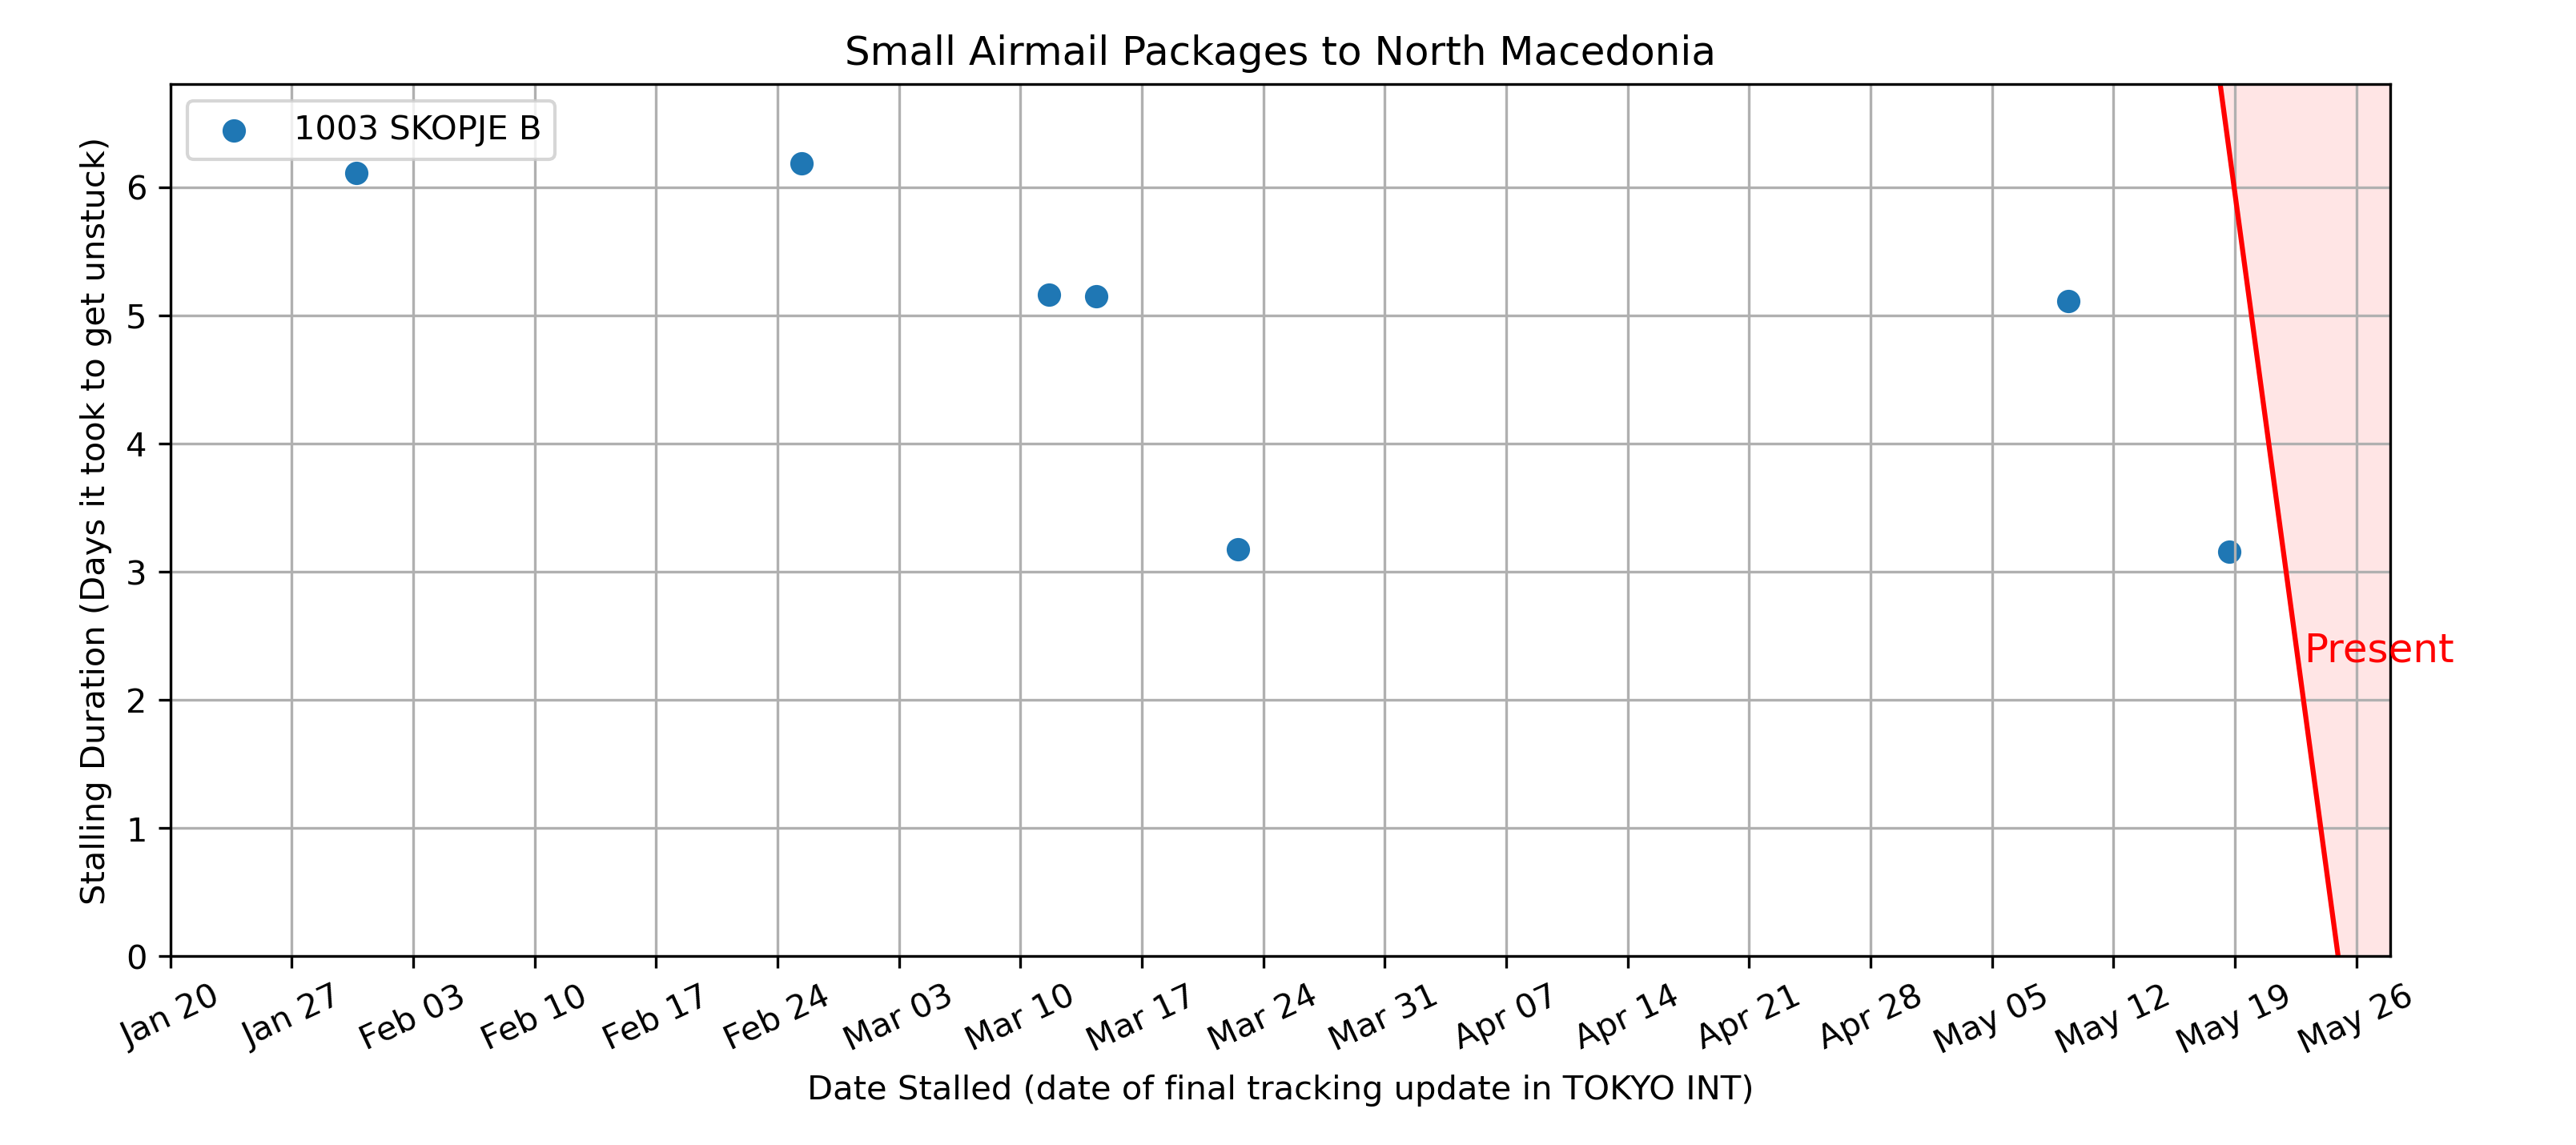 Small Airmail Packages to North Macedonia
1003 SKOPJE B
Stalling Duration (Days it took to get unstuck)
6
5
4
3
2
1
0
Present
Jan 20
Jan 27
Feb 03
Feb 10
Feb 17
Feb 24
Mar 03
Mar 10
Mar 17
Mar 24
Mar 31
Apr 07
Apr 14
Apr 21
Apr 28
May 05
May 12
May 19
May 26
Date Stalled (date of final tracking update in TOKYO INT)